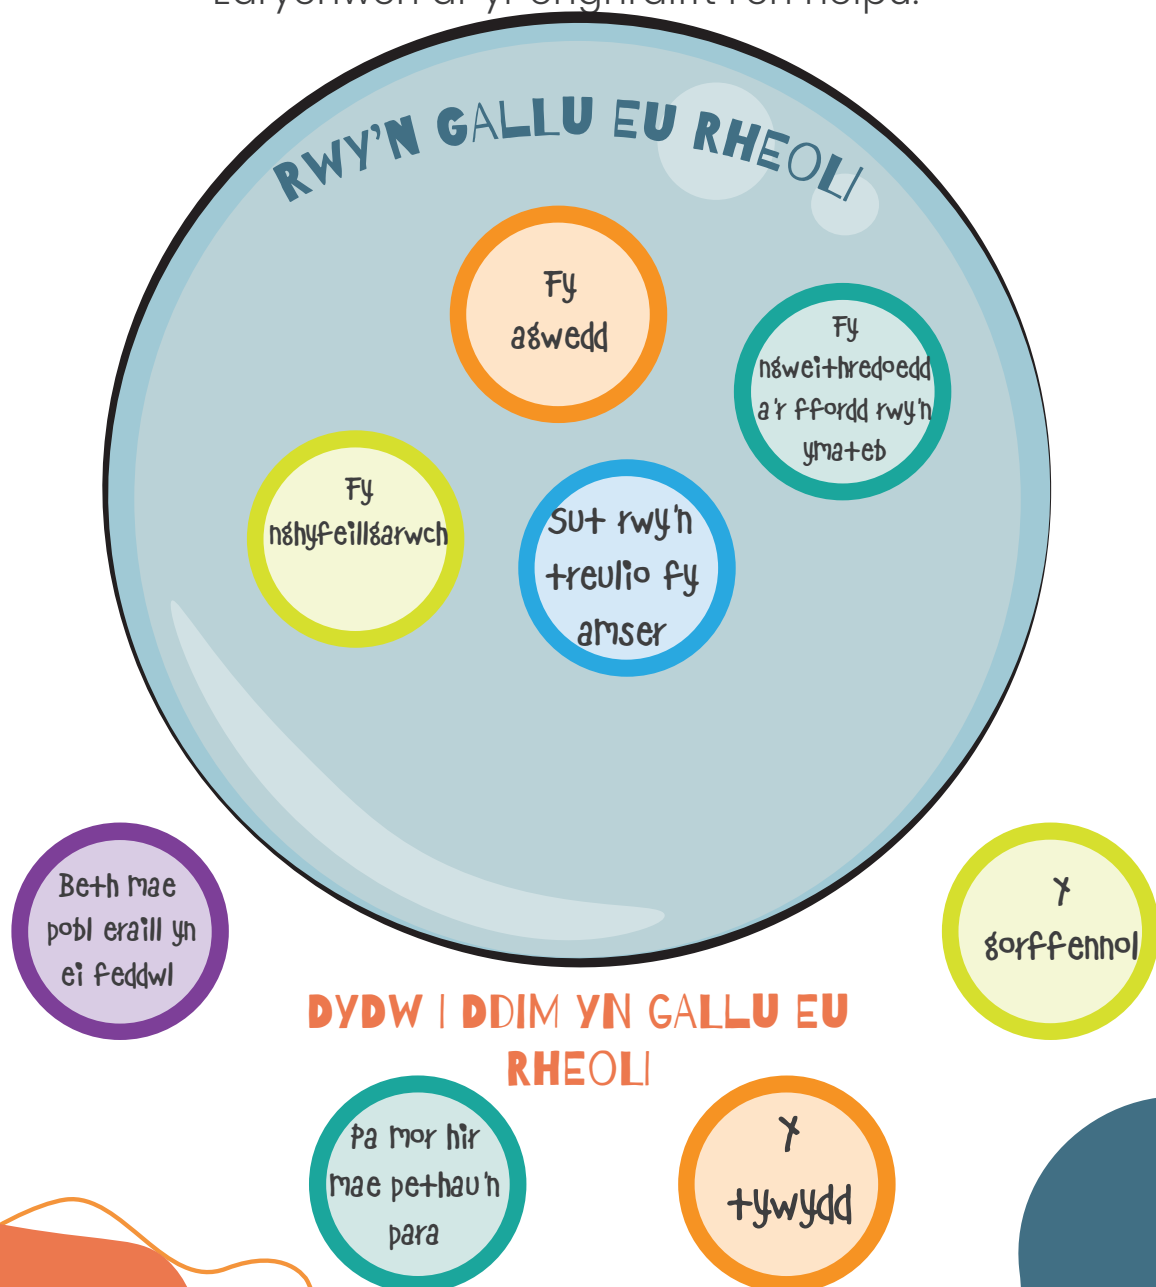 RWY'N GALLU EU RHEOLI
Fy
agwedd
Fy
ngweithredoedd
a'r ffordd rwy'n
ymateb
Fy
nghyfeillgarwch
Sut rwy'n
treulio fy
amser
Beth mae
pobl eraill yn
ei feddwl
Y
gorffennol
DYDW I DDIM YN GALLU EU
RHEOLI
Pa mor hir
mae pethau'n
para
Y
tywydd